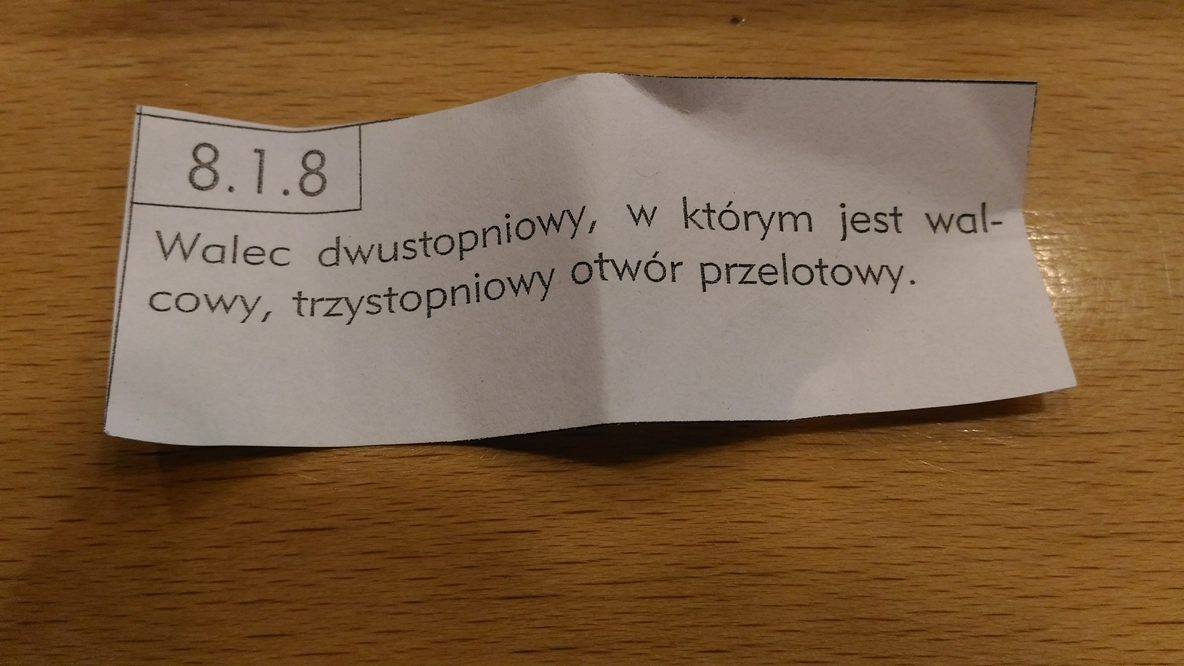 8.1.8
Walec dwustopniowy, w którym jest wal-
cowy, trzystopniowy otwór przelotowy.